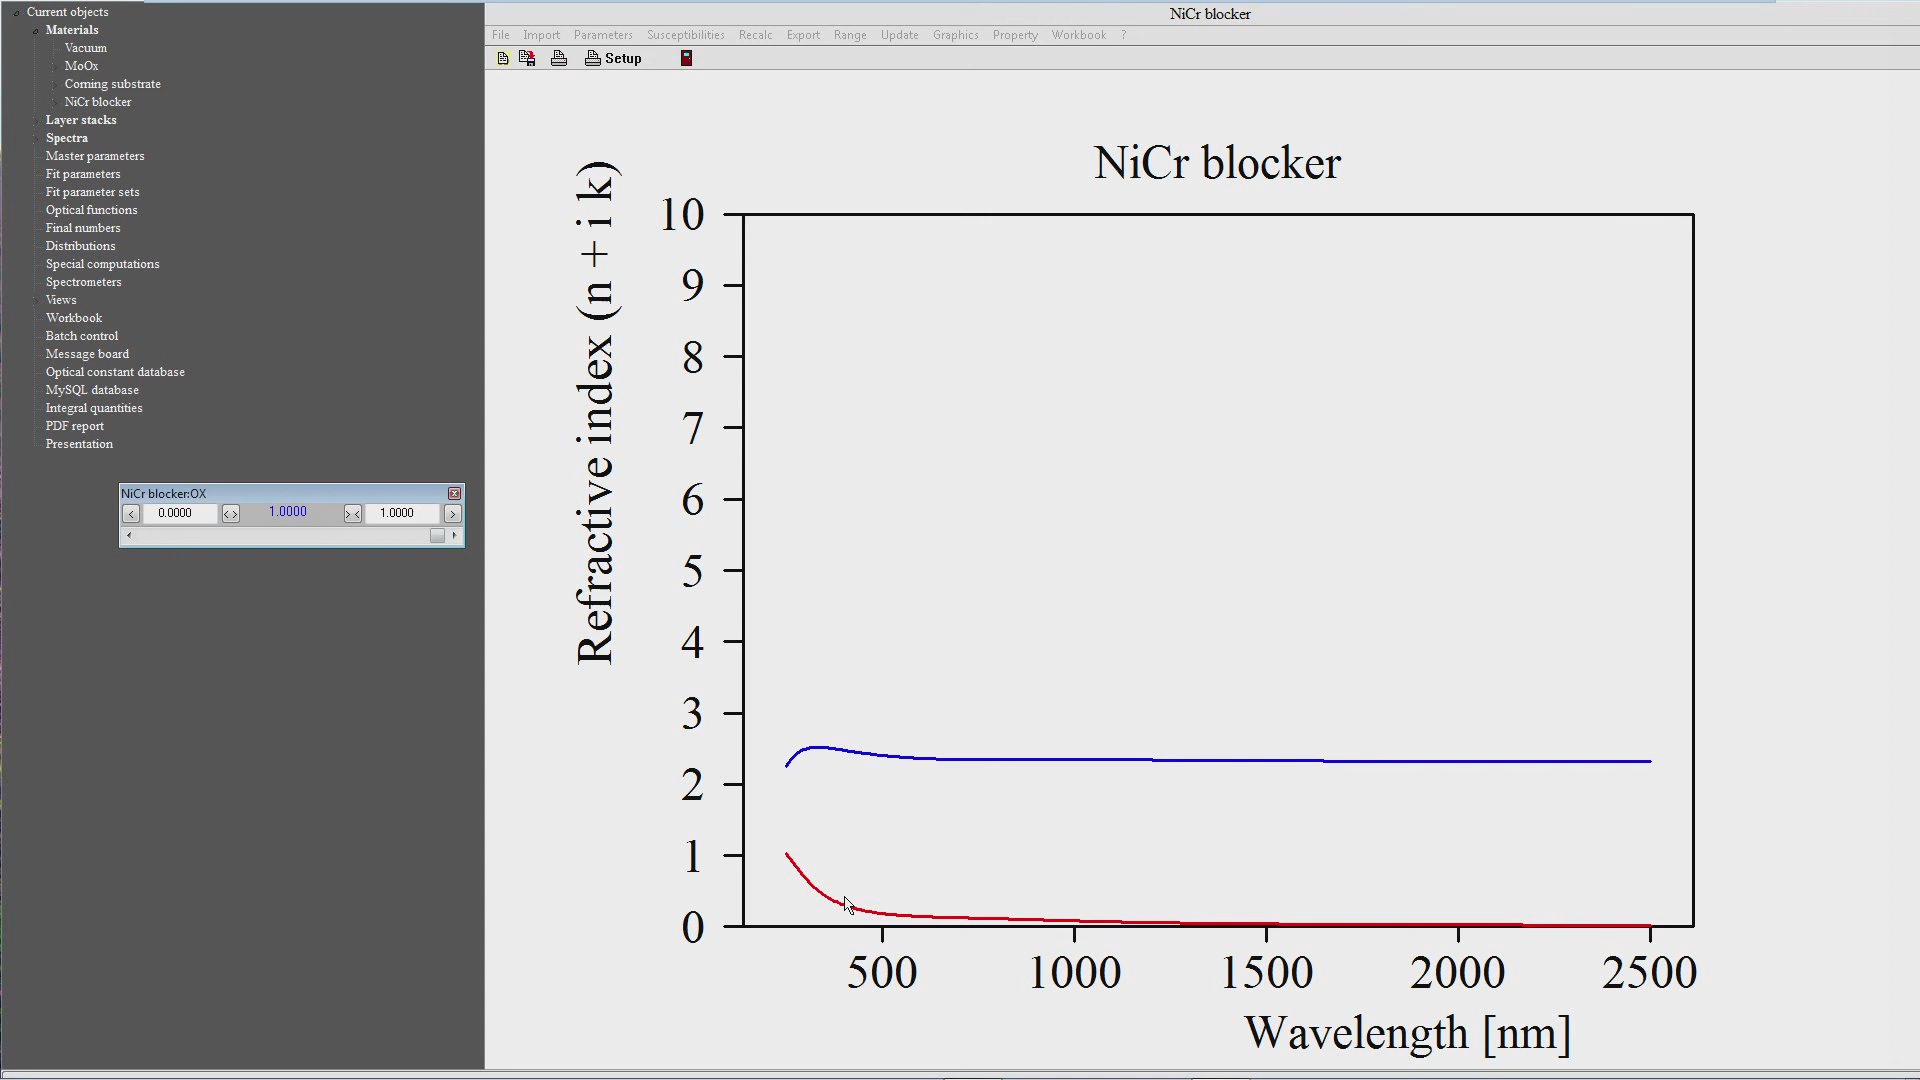 Current objects
Materials
Vacuum
MoOx
Corning substrate
NiCr blocker
Layer stacks
Spectra
Master parameters
Fit parameters
Fit parameter sets
Optical functions
Final numbers
Distributions
Special computations
Spectrometers
Views
Workbook
Batch control
Message board
Optical constant database
MySQL database
Integral quantities
PDF report
Presentation
NiCr blocker:OX
< 0.0000 <> 1.0000 >< 1.0000 >
NiCr blocker
File Import Parameters Susceptibilities Recalc Export Range Update Graphics Property Workbook ?
Setup
NiCr blocker
Refractive index (n + i k)
10
9
8
7
6
5
4
3
2
1
0
500 1000 1500 2000 2500
Wavelength [nm]